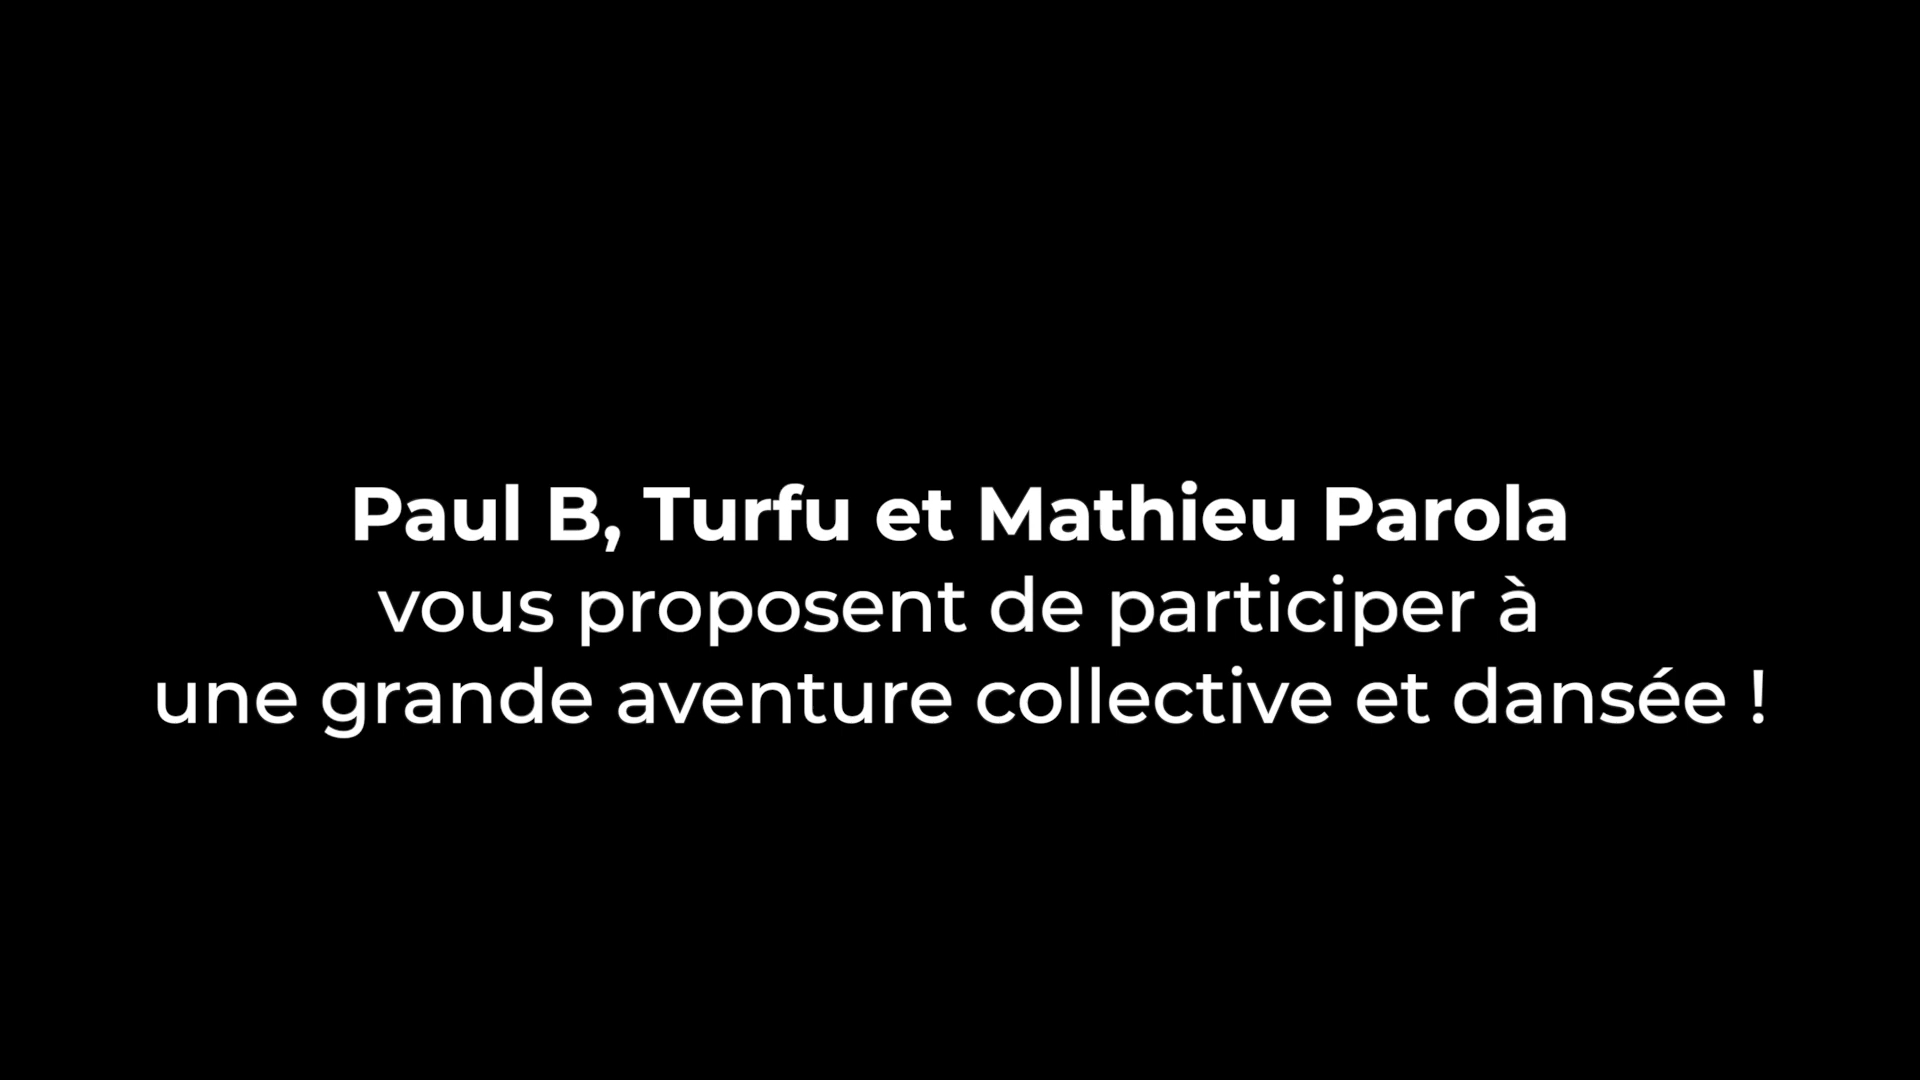 Paul B, Turfu et Mathieu Parola
vous proposent de participer à
une grande aventure collective et dansée !